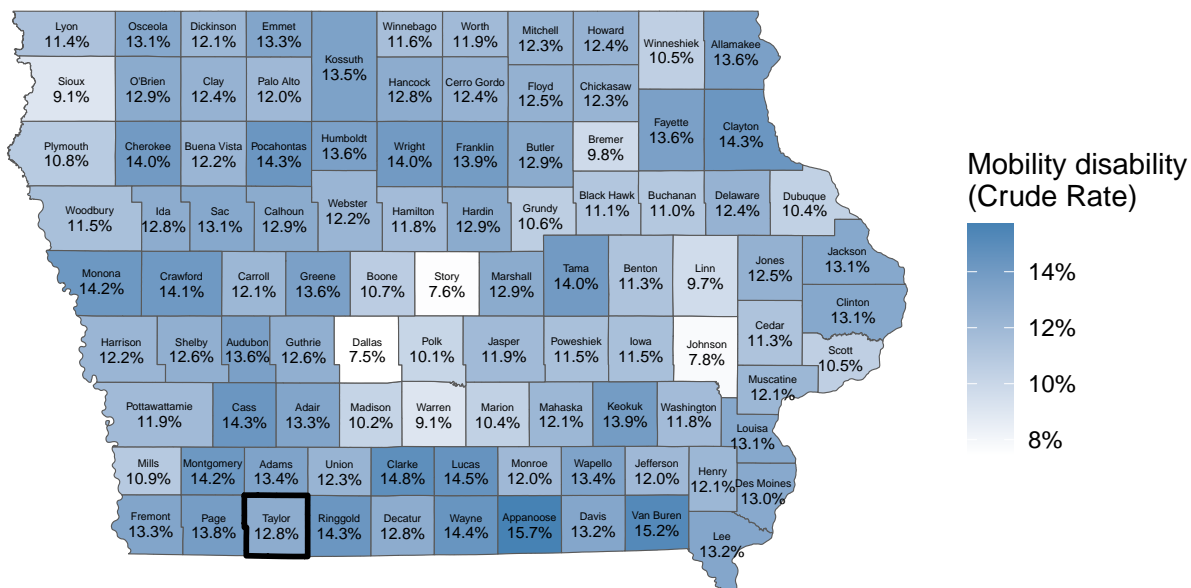 Lyon
11.4%
Osceola
13.1%
Dickinson
12.1%
Emmet
13.3%
Kossuth
13.5%
Winnebago
11.6%
Worth
11.9%
Mitchell
12.3%
Howard
12.4%
Winneshiek
10.5%
Allamakee
13.6%
Sioux
9.1%
O'Brien
12.9%
Clay
12.4%
Palo Alto
12.0%
Hancock
12.8%
Cerro Gordo
12.4%
Floyd
12.5%
Chickasaw
12.3%
Plymouth
10.8%
Cherokee
14.0%
Buena Vista
12.2%
Pocahontas
14.3%
Humboldt
13.6%
Wright
14.0%
Franklin
13.9%
Butler
12.9%
Bremer
9.8%
Fayette
13.6%
Clayton
14.3%
Woodbury
11.5%
Ida
12.8%
Sac
13.1%
Calhoun
12.9%
Webster
12.2%
Hamilton
11.8%
Hardin
12.9%
Grundy
10.6%
Black Hawk
11.1%
Buchanan
11.0%
Delaware
12.4%
Dubuque
10.4%
Monona
14.2%
Crawford
14.1%
Carroll
12.1%
Greene
13.6%
Boone
10.7%
Story
7.6%
Marshall
12.9%
Tama
14.0%
Benton
11.3%
Linn
9.7%
Jones
12.5%
Jackson
13.1%
Clinton
13.1%
Harrison
12.2%
Shelby
12.6%
Audubon
13.6%
Guthrie
12.6%
Dallas
7.5%
Polk
10.1%
Jasper
11.9%
Poweshiek
11.5%
Iowa
11.5%
Johnson
7.8%
Cedar
11.3%
Scott
10.5%
Muscatine
12.1%
Pottawattamie
11.9%
Cass
14.3%
Adair
13.3%
Madison
10.2%
Warren
9.1%
Marion
10.4%
Mahaska
12.1%
Keokuk
13.9%
Washington
11.8%
Louisa
13.1%
Mills
10.9%
Montgomery
14.2%
Adams
13.4%
Union
12.3%
Clarke
14.8%
Lucas
14.5%
Monroe
12.0%
Wapello
13.4%
Jefferson
12.0%
Henry
12.1%
Des Moines
13.0%
Fremont
13.3%
Page
13.8%
Taylor
12.8%
Ringgold
14.3%
Decatur
12.8%
Wayne
14.4%
Appanoose
15.7%
Davis
13.2%
Van Buren
15.2%
Lee
13.2%
Mobility disability
(Crude Rate)
14%
12%
10%
8%